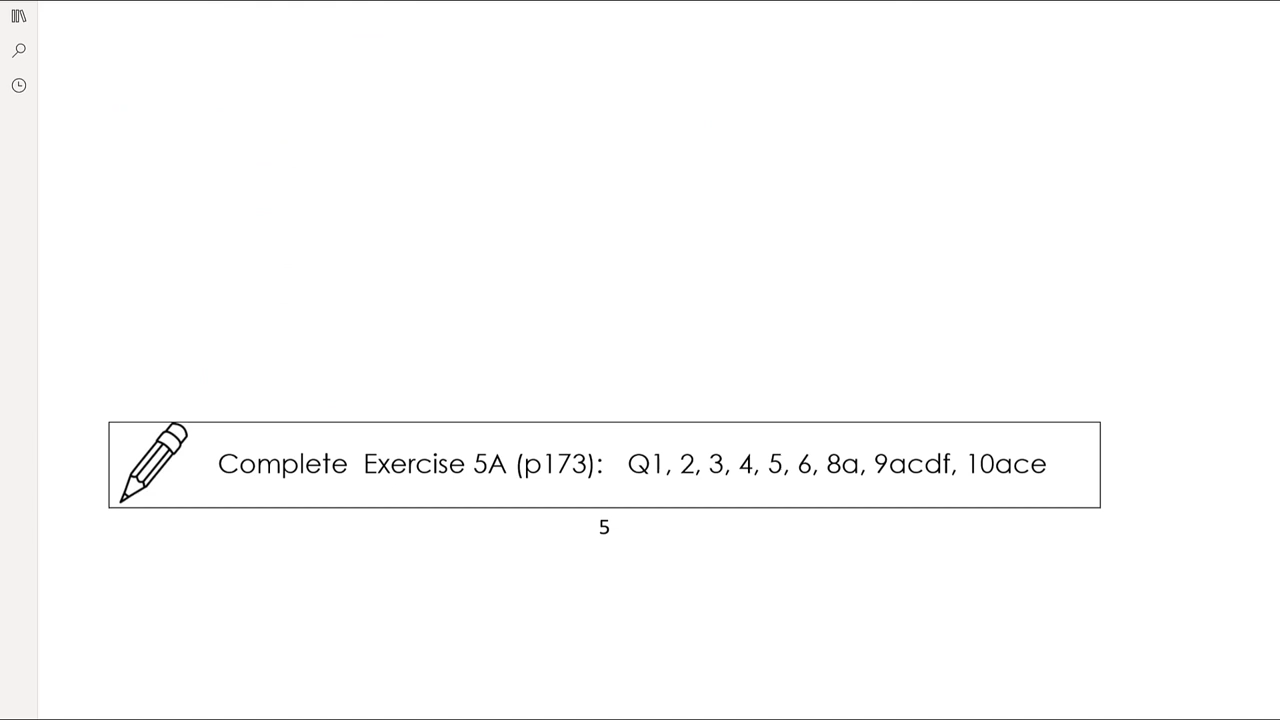 Complete Exercise 5A (p173): Q1, 2, 3, 4, 5, 6, 8a, 9acdf, 10ace
5